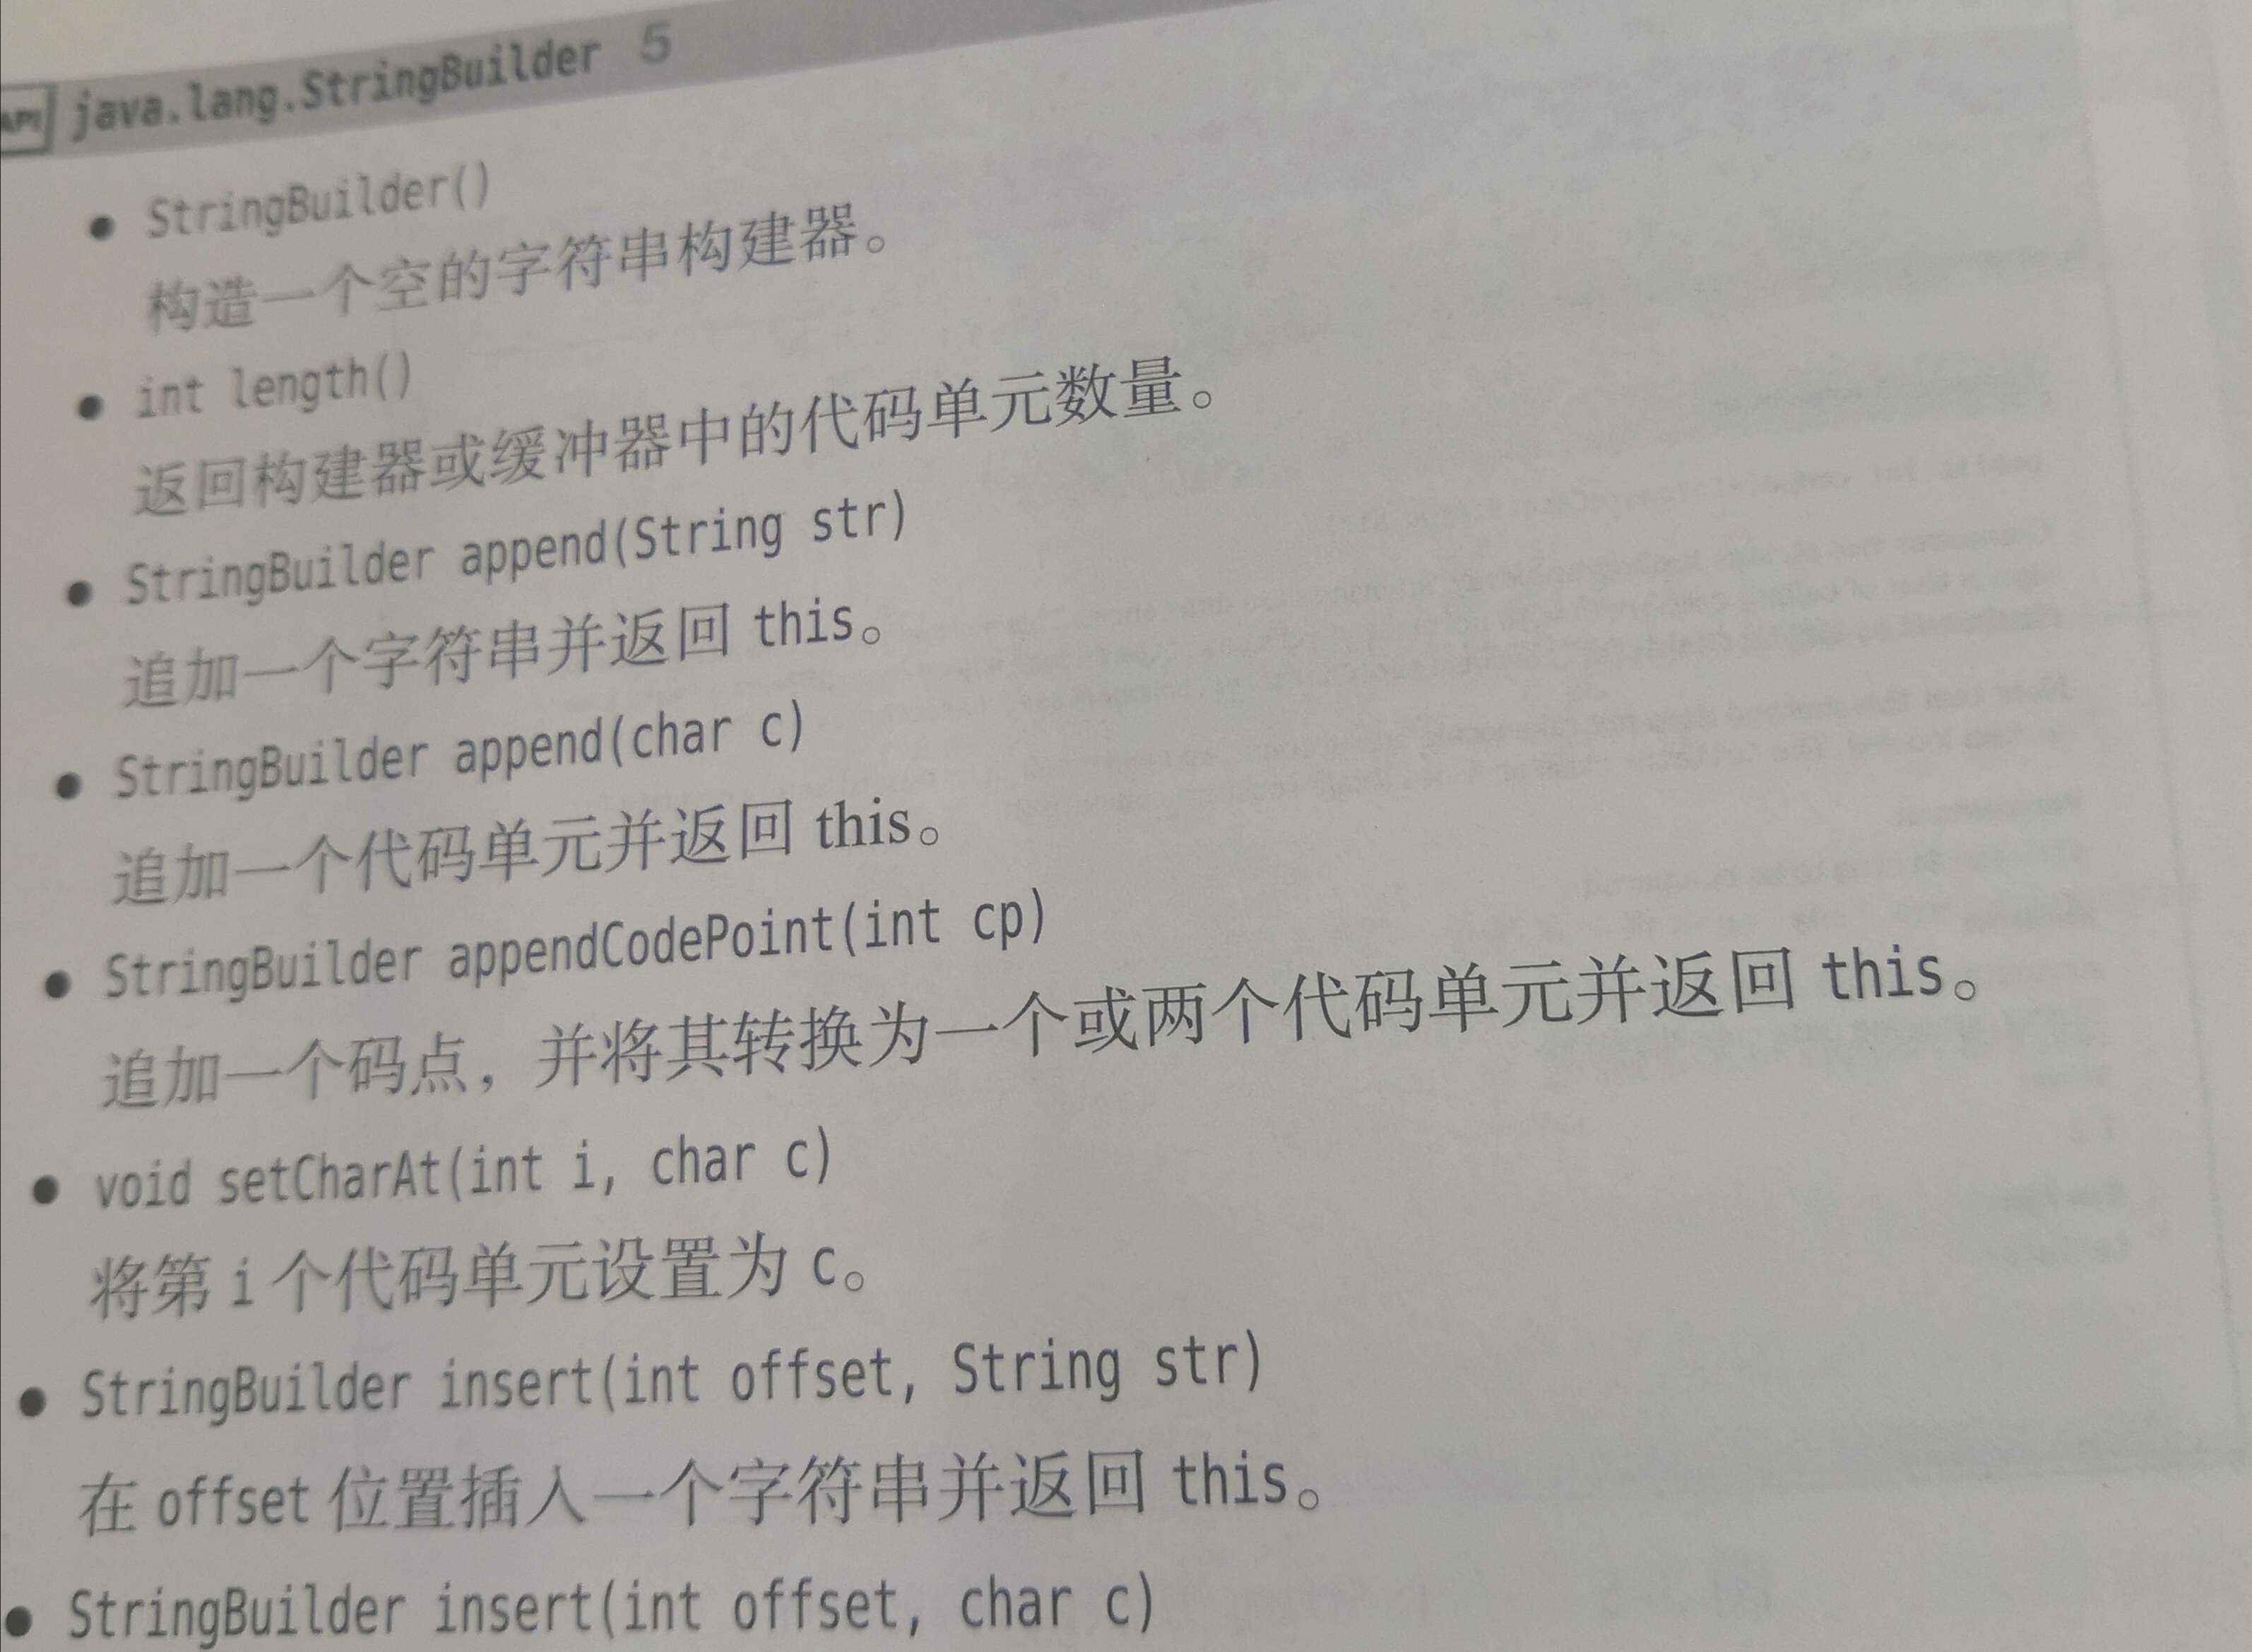 API java.lang.StringBuilder 5
• StringBuilder()
构造一个空的字符串构建器。
• int length()
返回构建器或缓冲器中的代码单元数量。
• StringBuilder append(String str)
追加一个字符串并返回 this。
• StringBuilder append(char c)
追加一个代码单元并返回 this。
• StringBuilder appendCodePoint(int cp)
追加一个码点，并将其转换为一个或两个代码单元并返回 this。
• void setCharAt(int i, char c)
将第 i 个代码单元设置为 c。
• StringBuilder insert(int offset, String str)
在 offset 位置插入一个字符串并返回 this。
• StringBuilder insert(int offset, char c)